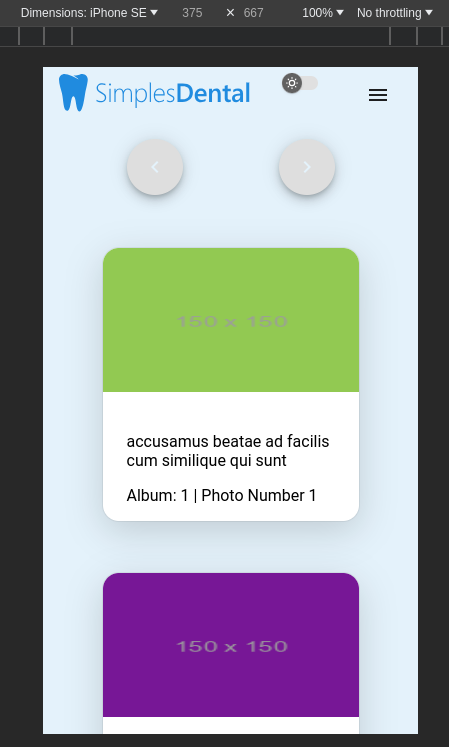 Dimensions: iPhone SE 375 × 667 100% No throttling
SimplesDental
150 x 150
accusamus beatae ad facilis
cum similique qui sunt
Album: 1 | Photo Number 1
150 x 150